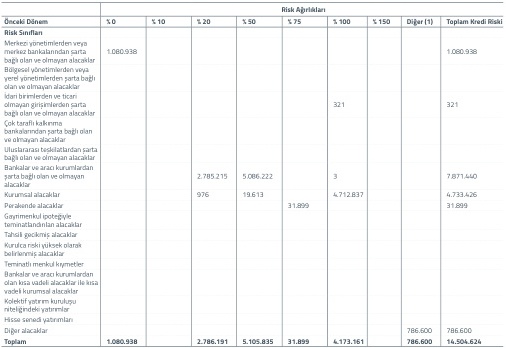 Risk Ağırlıkları
Önceki Dönem % 0 % 10 % 20 % 50 % 75 % 100 % 150 Diğer (1) Toplam Kredi Riski
Risk Sınıfları
Merkezi yönetimlerden veya
merkez bankalarından şarta
bağlı olan ve olmayan alacaklar 1.080.938 1.080.938
Bölgesel yönetimlerden veya
yerel yönetimlerden şarta bağlı
olan ve olmayan alacaklar
İdari birimlerden ve ticari
olmayan girişimlerden şarta
bağlı olan ve olmayan alacaklar 321 321
Çok taraflı kalkınma
bankalarından şarta bağlı olan
ve olmayan alacaklar
Uluslararası teşkilatlardan şarta
bağlı olan ve olmayan alacaklar
Bankalar ve aracı kurumlardan
şarta bağlı olan ve olmayan
alacaklar 2.785.215 5.086.222 3 7.871.440
Kurumsal alacaklar 976 19.613 4.712.837 4.733.426
Perakende alacaklar 31.899 31.899
Gayrimenkul ipoteğiyle
teminatlandırılan alacaklar
Tahsili gecikmiş alacaklar
Kurulca riski yüksek olarak
belirlenmiş alacaklar
Teminatlı menkul kıymetler
Bankalar ve aracı kurumlardan
olan kısa vadeli alacaklar ile kısa
vadeli kurumsal alacaklar
Kolektif yatırım kuruluşu
niteliğindeki yatırımlar
Hisse senedi yatırımları
Diğer alacaklar 786.600 786.600
Toplam 1.080.938 2.786.191 5.105.835 31.899 4.173.161 786.600 14.504.624